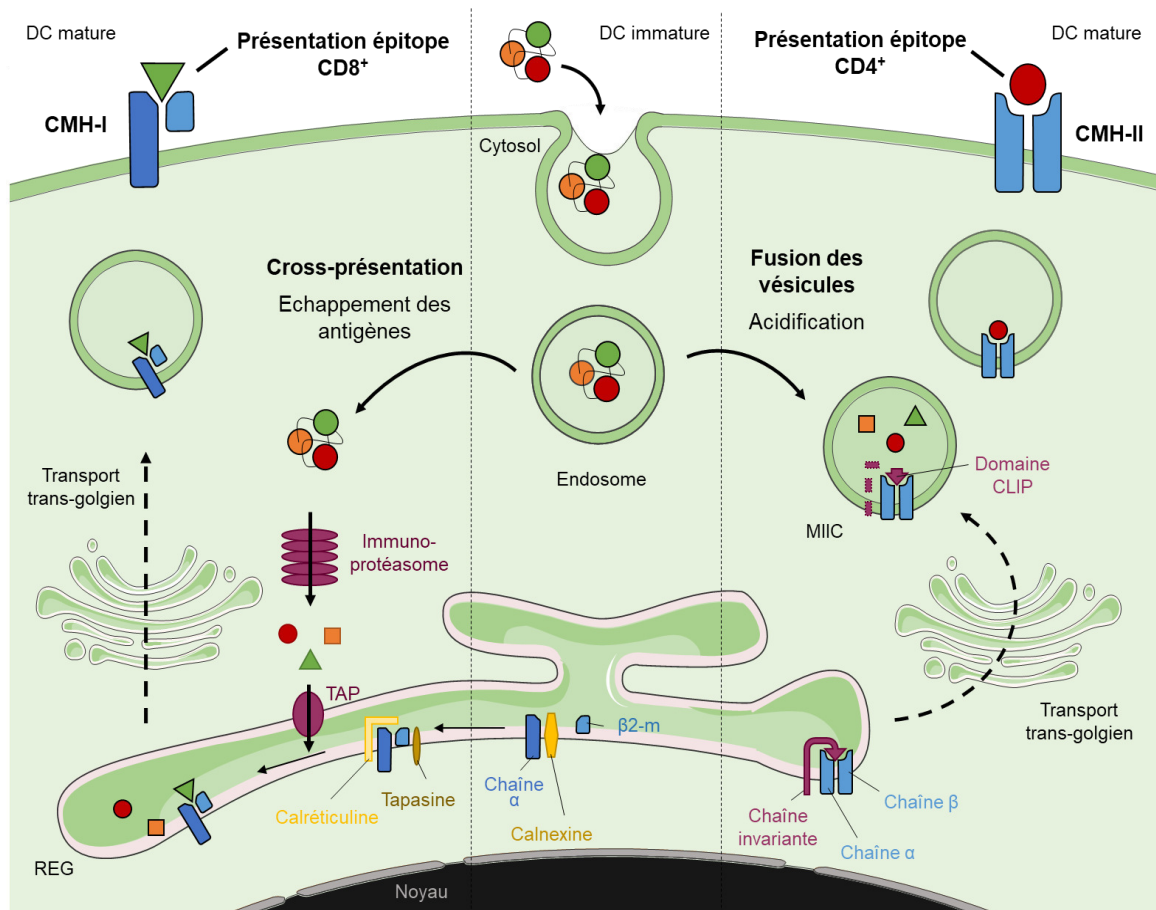 DC mature
DC immature
DC mature
Présentation épitope
CD8⁺
Présentation épitope
CD4⁺
CMH-I
CMH-II
Cytosol
Cross-présentation
Echappement des
antigènes
Fusion des
vésicules
Acidification
Endosome
Transport
trans-golgien
Domaine
CLIP
MIIC
Immuno-
protéasome
TAP
β2-m
Transport
trans-golgien
Calréticuline
Tapasine
Chaîne
α
Calnexine
Chaîne
invariante
Chaîne β
Chaîne α
REG
Noyau